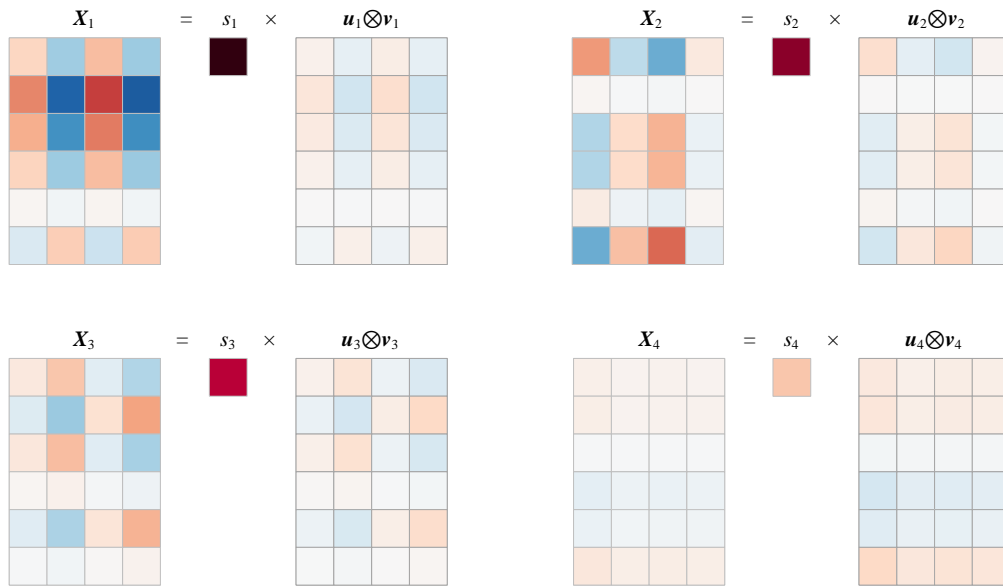 X₁ = s₁ × u₁⊗v₁
X₂ = s₂ × u₂⊗v₂
X₃ = s₃ × u₃⊗v₃
X₄ = s₄ × u₄⊗v₄